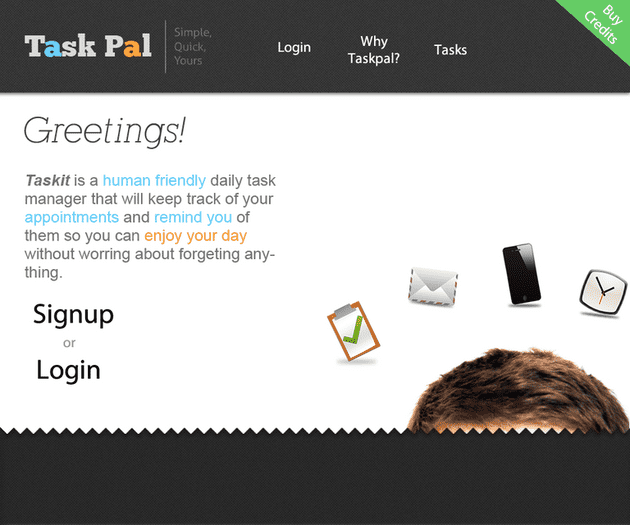 Task Pal
Simple,
Quick,
Yours
Login
Why
Taskpal?
Tasks
Buy
Credits
Greetings!
Taskit is a human friendly daily task
manager that will keep track of your
appointments and remind you of
them so you can enjoy your day
without worring about forgeting any-
thing.
Signup
or
Login